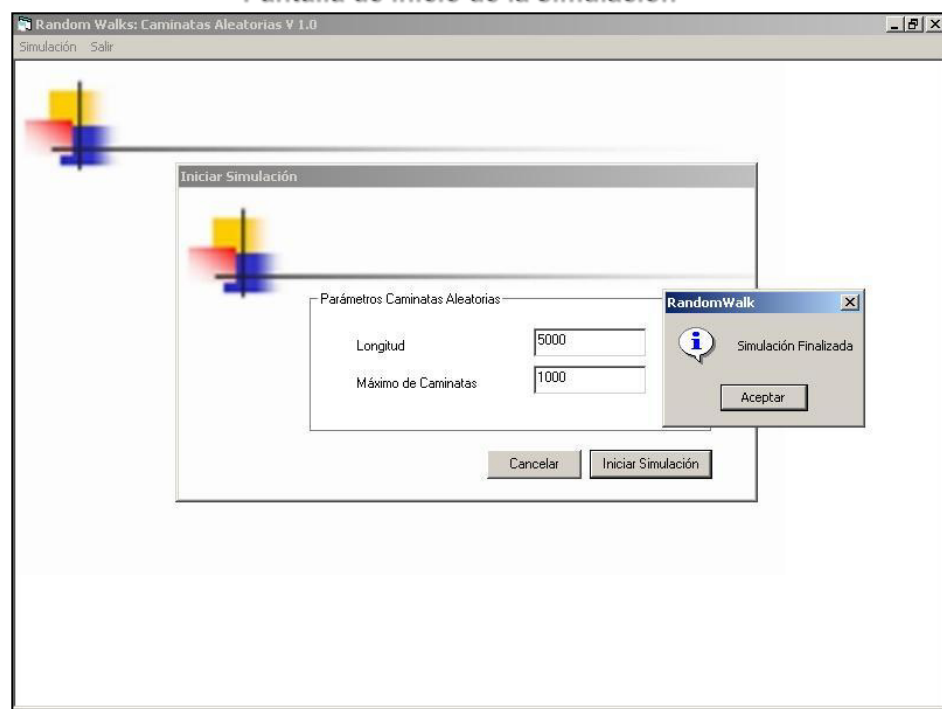 Pantalla de inicio de la simulación
Random Walks: Caminatas Aleatorias V 1.0
Simulación Salir
Iniciar Simulación
Parámetros Caminatas Aleatorias
Longitud 5000
Máximo de Caminatas 1000
RandomWalk
Simulación Finalizada
Aceptar
Cancelar Iniciar Simulación